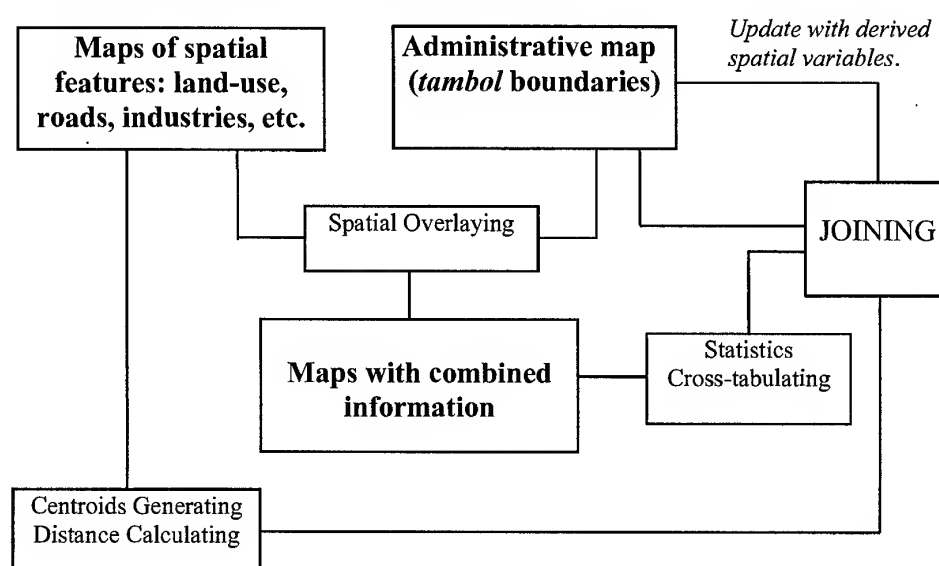 Maps of spatial
features: land-use,
roads, industries, etc.
Administrative map
(tambol boundaries)
Update with derived
spatial variables.
Spatial Overlaying
JOINING
Maps with combined
information
Statistics
Cross-tabulating
Centroids Generating
Distance Calculating